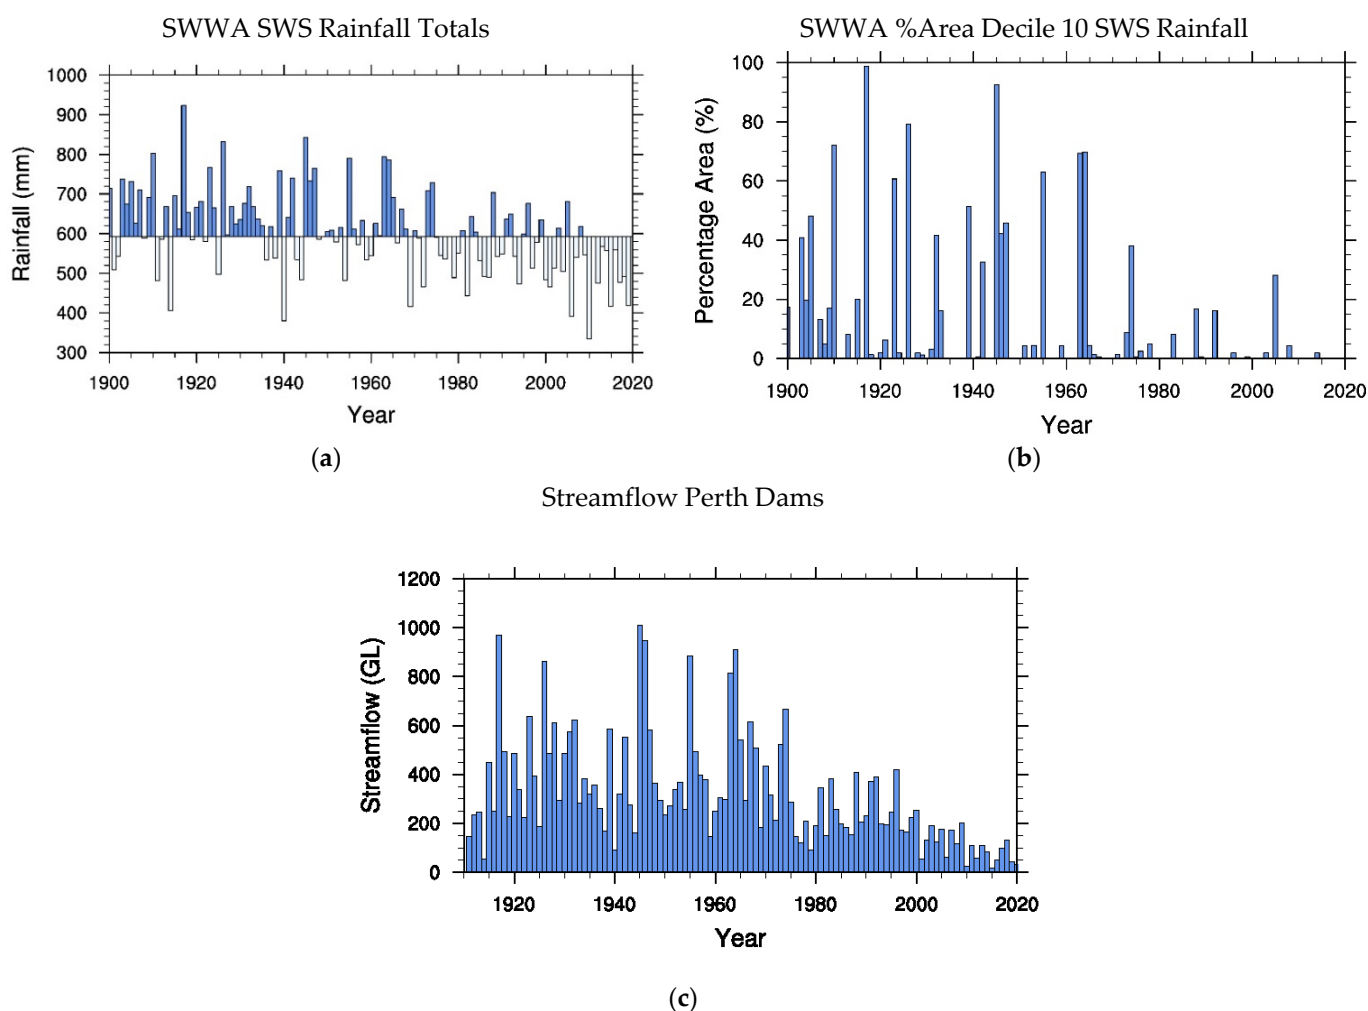 SWWA SWS Rainfall Totals
1000
900
800
700
600
500
400
300
Rainfall (mm)
1900 1920 1940 1960 1980 2000 2020
Year
(a)
SWWA %Area Decile 10 SWS Rainfall
100
80
60
40
20
0
Percentage Area (%)
1900 1920 1940 1960 1980 2000 2020
Year
(b)
Streamflow Perth Dams
1200
1000
800
600
400
200
0
Streamflow (GL)
1920 1940 1960 1980 2000 2020
Year
(c)